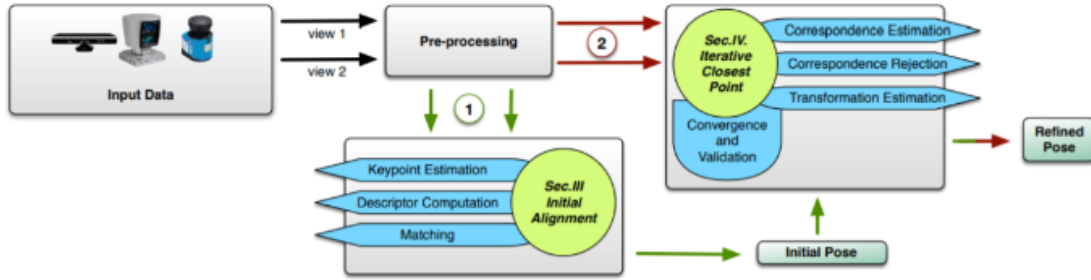 Input Data
view 1
view 2
Pre-processing
1
2
Sec.IV.
Iterative
Closest
Point
Correspondence Estimation
Correspondence Rejection
Transformation Estimation
Convergence
and
Validation
Refined
Pose
Keypoint Estimation
Descriptor Computation
Matching
Sec.III
Initial
Alignment
Initial Pose